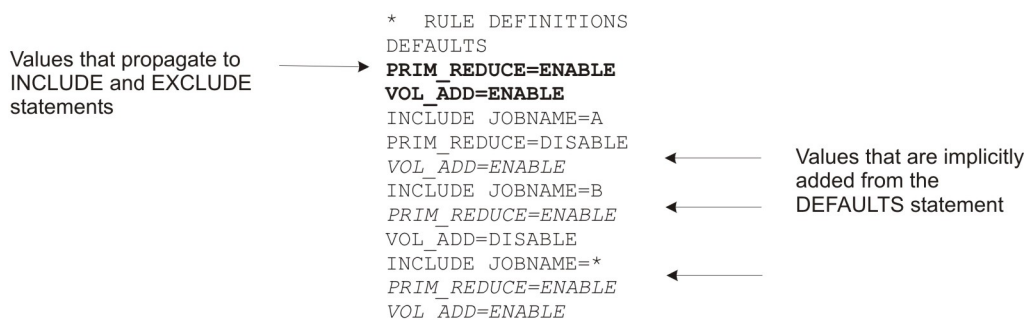 Values that propagate to
INCLUDE and EXCLUDE
statements
*  RULE DEFINITIONS
DEFAULTS
PRIM_REDUCE=ENABLE
VOL_ADD=ENABLE
INCLUDE JOBNAME=A
PRIM_REDUCE=DISABLE
VOL_ADD=ENABLE
INCLUDE JOBNAME=B
PRIM_REDUCE=ENABLE
VOL_ADD=DISABLE
INCLUDE JOBNAME=*
PRIM_REDUCE=ENABLE
VOL_ADD=ENABLE
Values that are implicitly
added from the
DEFAULTS statement